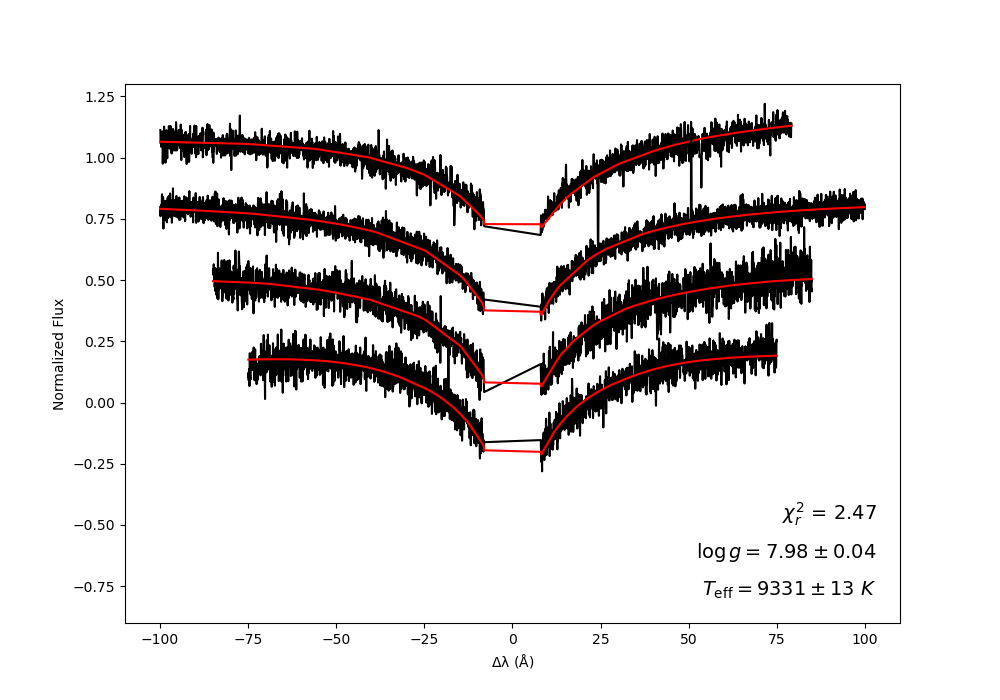 1.25
1.00
0.75
0.50
0.25
0.00
−0.25
−0.50
−0.75
Normalized Flux
χ²ᵣ = 2.47
log g = 7.98 ± 0.04
T_eff = 9331 ± 13 K
−100 −75 −50 −25 0 25 50 75 100
Δλ (Å)